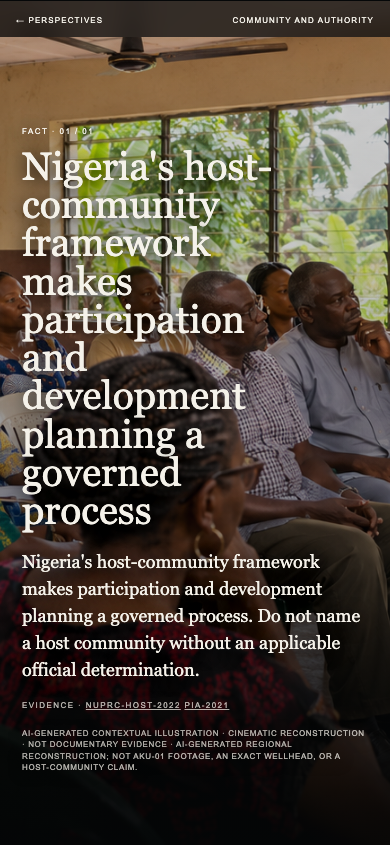 ← PERSPECTIVES
COMMUNITY AND AUTHORITY
FACT · 01 / 01
Nigeria's host-
community
framework
makes
participation
and
development
planning a
governed
process
Nigeria's host-community framework
makes participation and development
planning a governed process. Do not name
a host community without an applicable
official determination.
EVIDENCE · NUPRC-HOST-2022 PIA-2021
AI-GENERATED CONTEXTUAL ILLUSTRATION · CINEMATIC RECONSTRUCTION
· NOT DOCUMENTARY EVIDENCE · AI-GENERATED REGIONAL
RECONSTRUCTION; NOT AKU-01 FOOTAGE, AN EXACT WELLHEAD, OR A
HOST-COMMUNITY CLAIM.